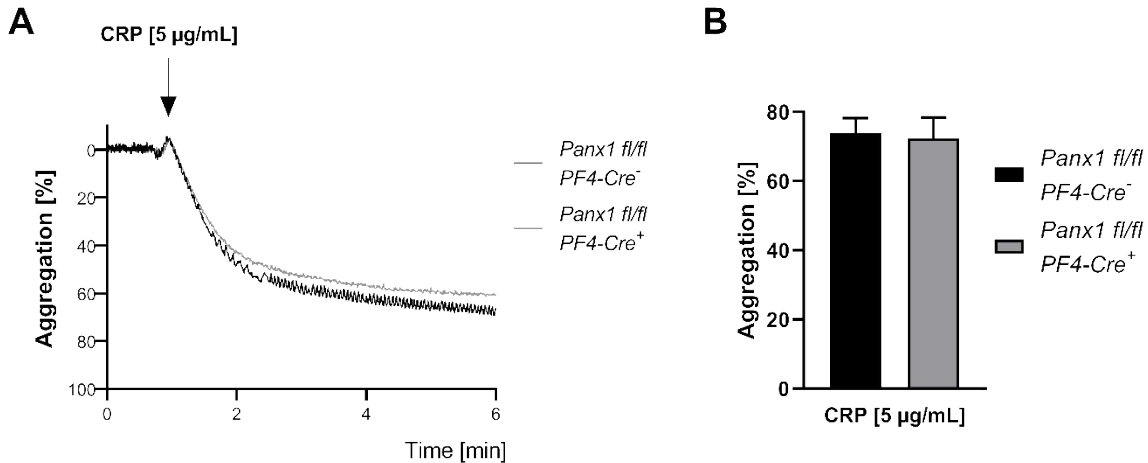 A
CRP [5 µg/mL]
0
20
40
60
80
100
Aggregation [%]
0
2
4
6
Time [min]
Panx1 fl/fl
PF4-Cre⁻
Panx1 fl/fl
PF4-Cre⁺
B
80
60
40
20
0
Aggregation [%]
CRP [5 µg/mL]
Panx1 fl/fl
PF4-Cre⁻
Panx1 fl/fl
PF4-Cre⁺